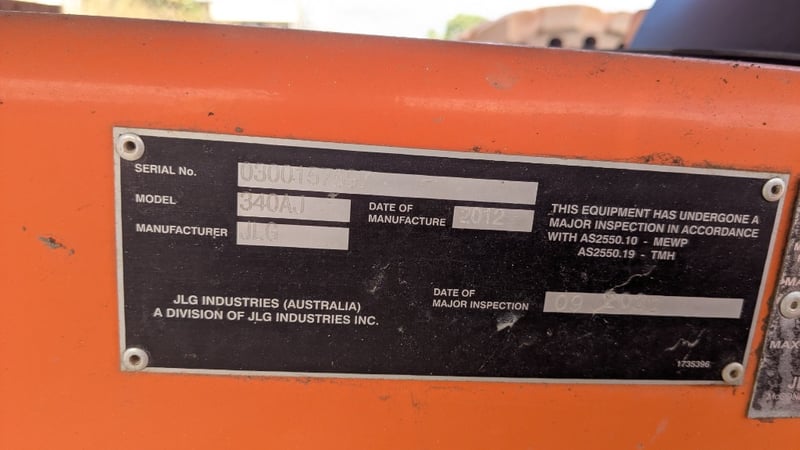 SERIAL No.
MODEL 340AJ
MANUFACTURER JLG
DATE OF
MANUFACTURE 2012
THIS EQUIPMENT HAS UNDERGONE A
MAJOR INSPECTION IN ACCORDANCE
WITH AS2550.10 - MEWP
AS2550.19 - TMH
JLG INDUSTRIES (AUSTRALIA)
A DIVISION OF JLG INDUSTRIES INC.
DATE OF
MAJOR INSPECTION 09
1735396